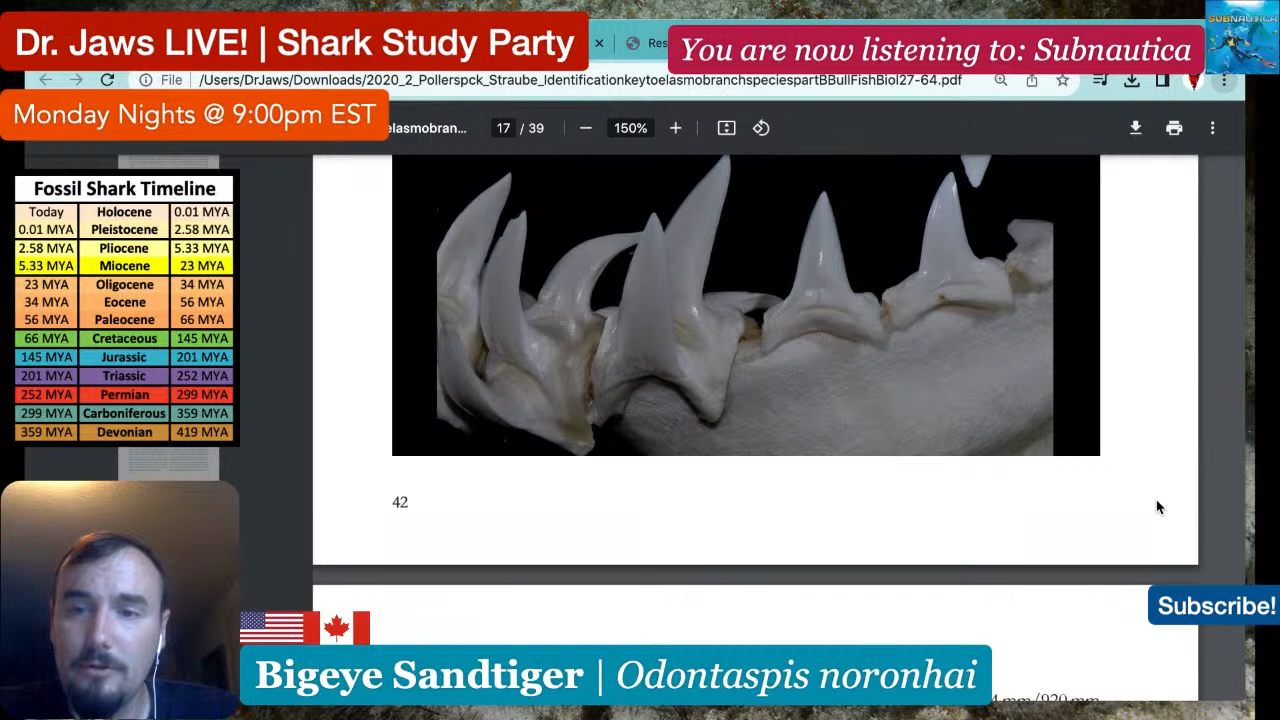 Dr. Jaws LIVE! | Shark Study Party
Res
You are now listening to: Subnautica
SUBNAUTICA
File
/Users/DrJaws/Downloads/2020_2_Pollerspck_Straube_IdentificationkeytoelasmobranchspeciespartBBullFishBiol27-64.pdf
Monday Nights @ 9:00pm EST
elasmobran...
17 / 39
150%
Fossil Shark Timeline
Today Holocene 0.01 MYA
0.01 MYA Pleistocene 2.58 MYA
2.58 MYA Pliocene 5.33 MYA
5.33 MYA Miocene 23 MYA
23 MYA Oligocene 34 MYA
34 MYA Eocene 56 MYA
56 MYA Paleocene 66 MYA
66 MYA Cretaceous 145 MYA
145 MYA Jurassic 201 MYA
201 MYA Triassic 252 MYA
252 MYA Permian 299 MYA
299 MYA Carboniferous 359 MYA
359 MYA Devonian 419 MYA
42
Subscribe!
Bigeye Sandtiger | Odontaspis noronhai